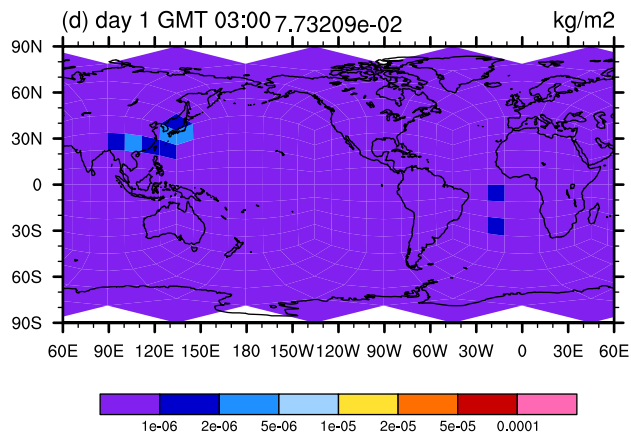 (d) day 1 GMT 03:00 7.73209e-02 kg/m2
90N
60N
30N
0
30S
60S
90S
60E 90E 120E 150E 180 150W 120W 90W 60W 30W 0 30E 60E
1e-06 2e-06 5e-06 1e-05 2e-05 5e-05 0.0001